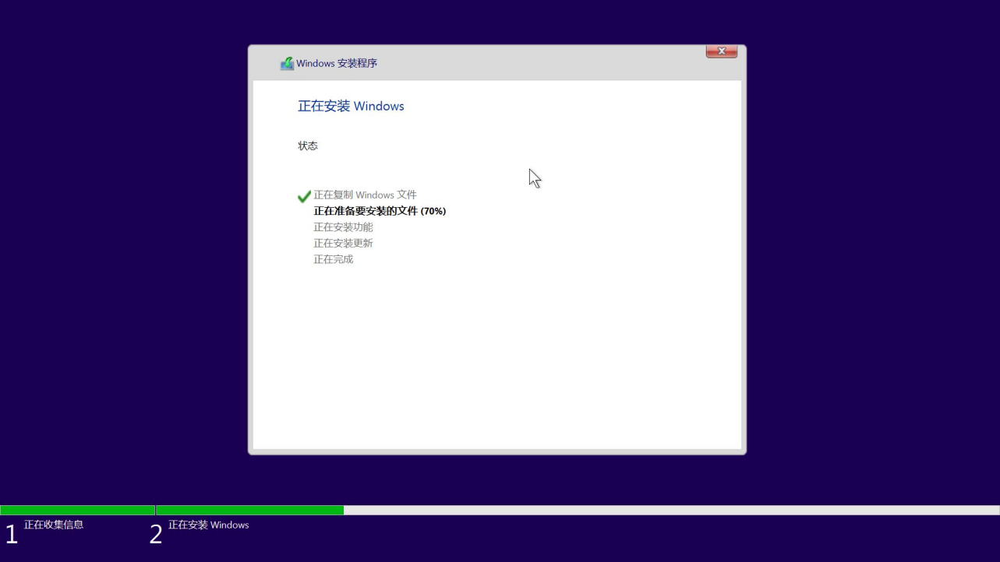 Windows 安装程序
正在安装 Windows
状态
正在复制 Windows 文件
正在准备要安装的文件 (70%)
正在安装功能
正在安装更新
正在完成
1 正在收集信息
2 正在安装 Windows